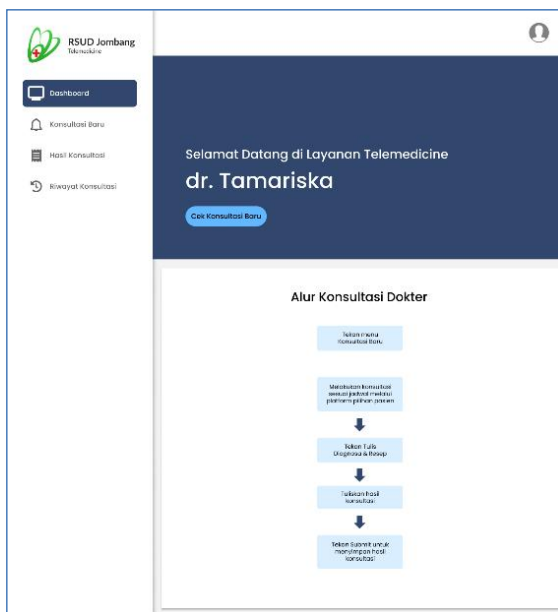 RSUD Jombang
Telemedicine
Dashboard
Konsultasi Baru
Hasil Konsultasi
Riwayat Konsultasi
Selamat Datang di Layanan Telemedicine
dr. Tamariska
Cek Konsultasi Baru
Alur Konsultasi Dokter
Tekan menu
Konsultasi Baru
Melakukan konsultasi
sesuai jadwal melalui
platform pilihan pasien
Tekan Tulis
Diagnosa & Resep
Tuliskan hasil
konsultasi
Tekan Submit untuk
menyimpan hasil
konsultasi